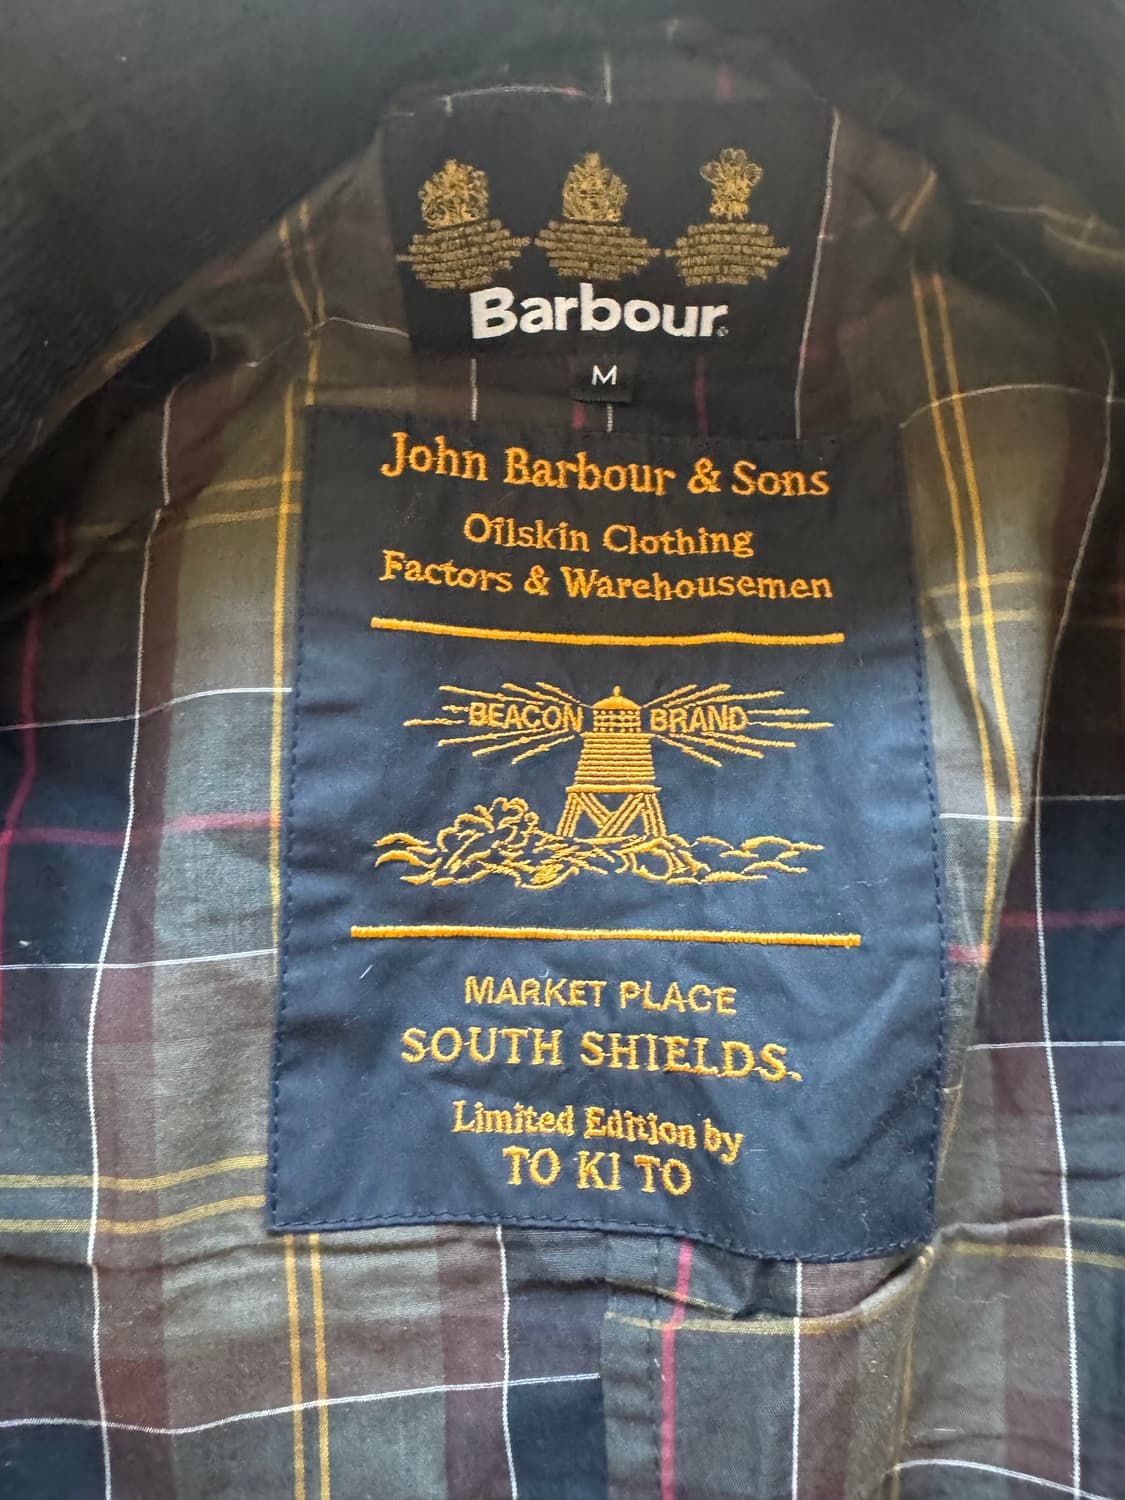 Barbour
M
John Barbour & Sons
Oilskin Clothing
Factors & Warehousemen
BEACON BRAND
MARKET PLACE
SOUTH SHIELDS.
Limited Edition by
TO KI TO